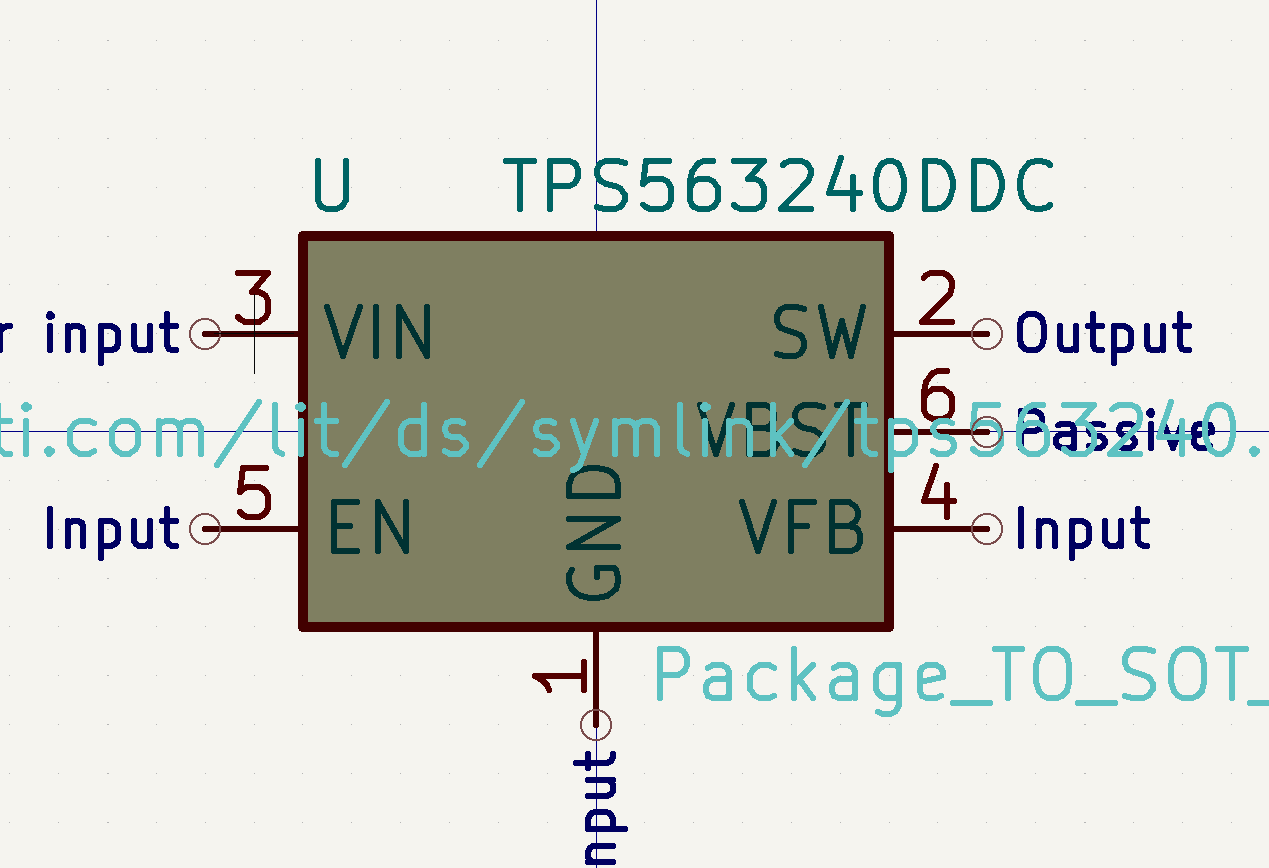 U TPS563240DDC
r input 3 VIN SW 2 Output
ti.com/lit/ds/symlink/tps563240.
VBST 6 Passive
Input 5 EN VFB 4 Input
GND
1
Package_TO_SOT_
nput